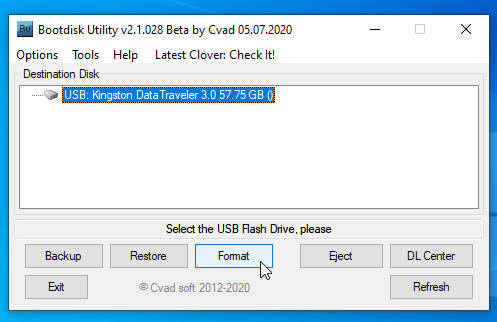 BU Bootdisk Utility v2.1.028 Beta by Cvad 05.07.2020
Options Tools Help Latest Clover: Check It!
Destination Disk
USB: Kingston DataTraveler 3.0 57.75 GB ()
Select the USB Flash Drive, please
Backup Restore Format Eject DL Center
Exit © Cvad soft 2012-2020 Refresh